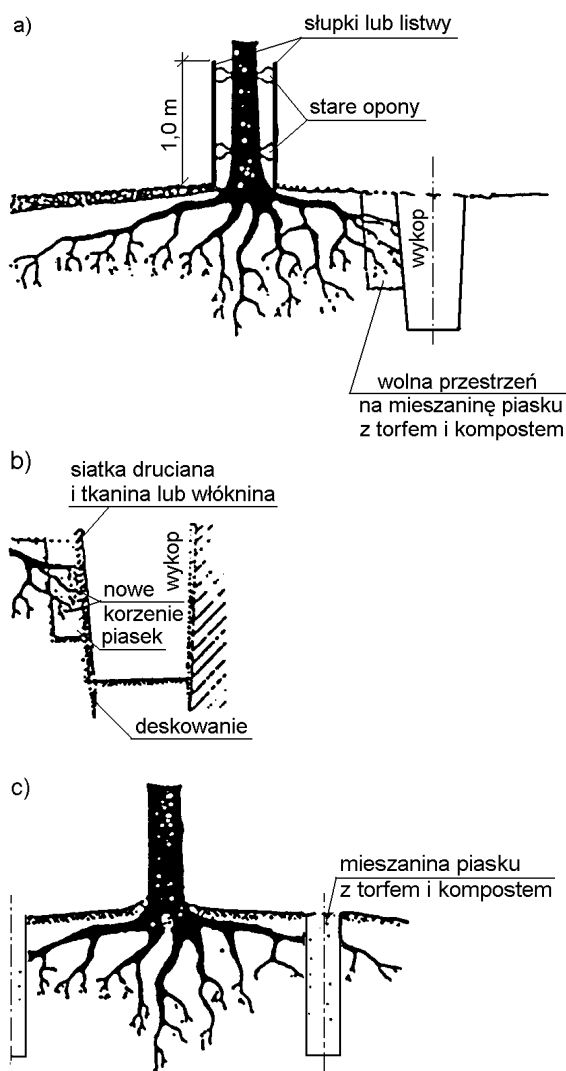 a)
słupki lub listwy
stare opony
1,0 m
wykop
wolna przestrzeń
na mieszaninę piasku
z torfem i kompostem
b)
siatka druciana
i tkanina lub włóknina
wykop
nowe
korzenie
piasek
deskowanie
c)
mieszanina piasku
z torfem i kompostem